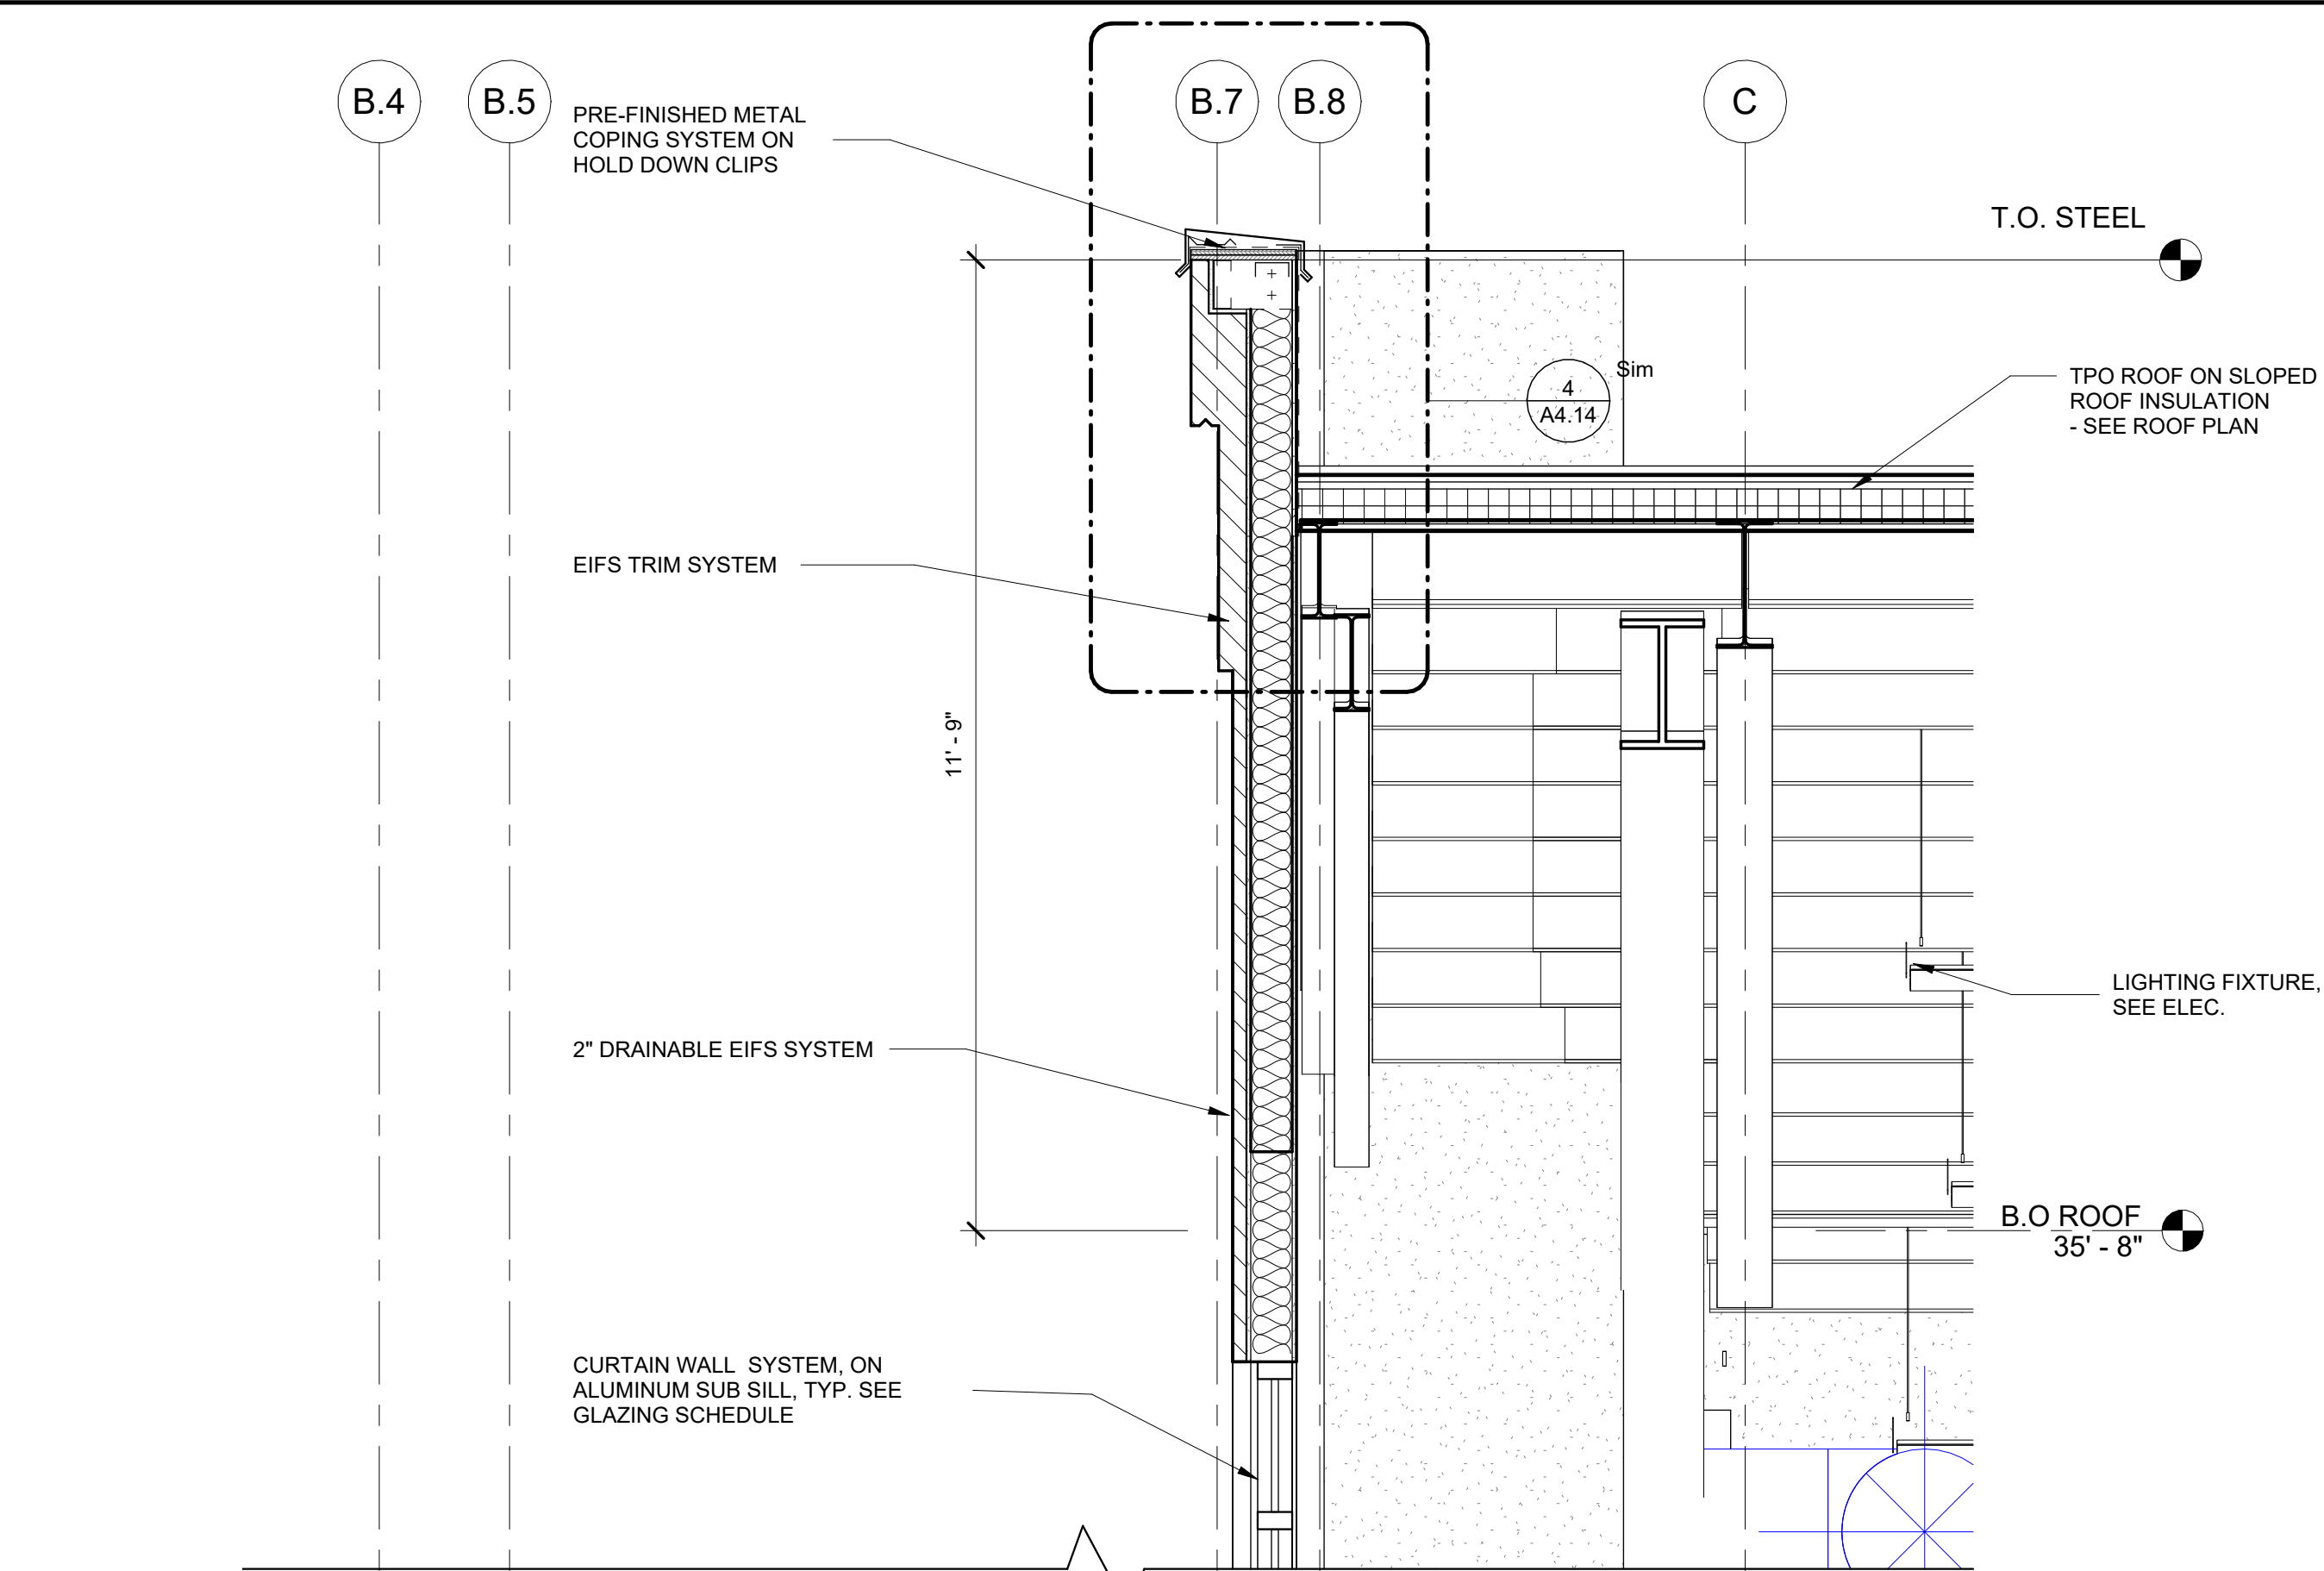 B.4
B.5
B.7
B.8
C
PRE-FINISHED METAL
COPING SYSTEM ON
HOLD DOWN CLIPS
T.O. STEEL
Sim
4
A4.14
TPO ROOF ON SLOPED
ROOF INSULATION
- SEE ROOF PLAN
EIFS TRIM SYSTEM
11' - 9"
LIGHTING FIXTURE,
SEE ELEC.
2" DRAINABLE EIFS SYSTEM
B.O ROOF
35' - 8"
CURTAIN WALL SYSTEM, ON
ALUMINUM SUB SILL, TYP. SEE
GLAZING SCHEDULE